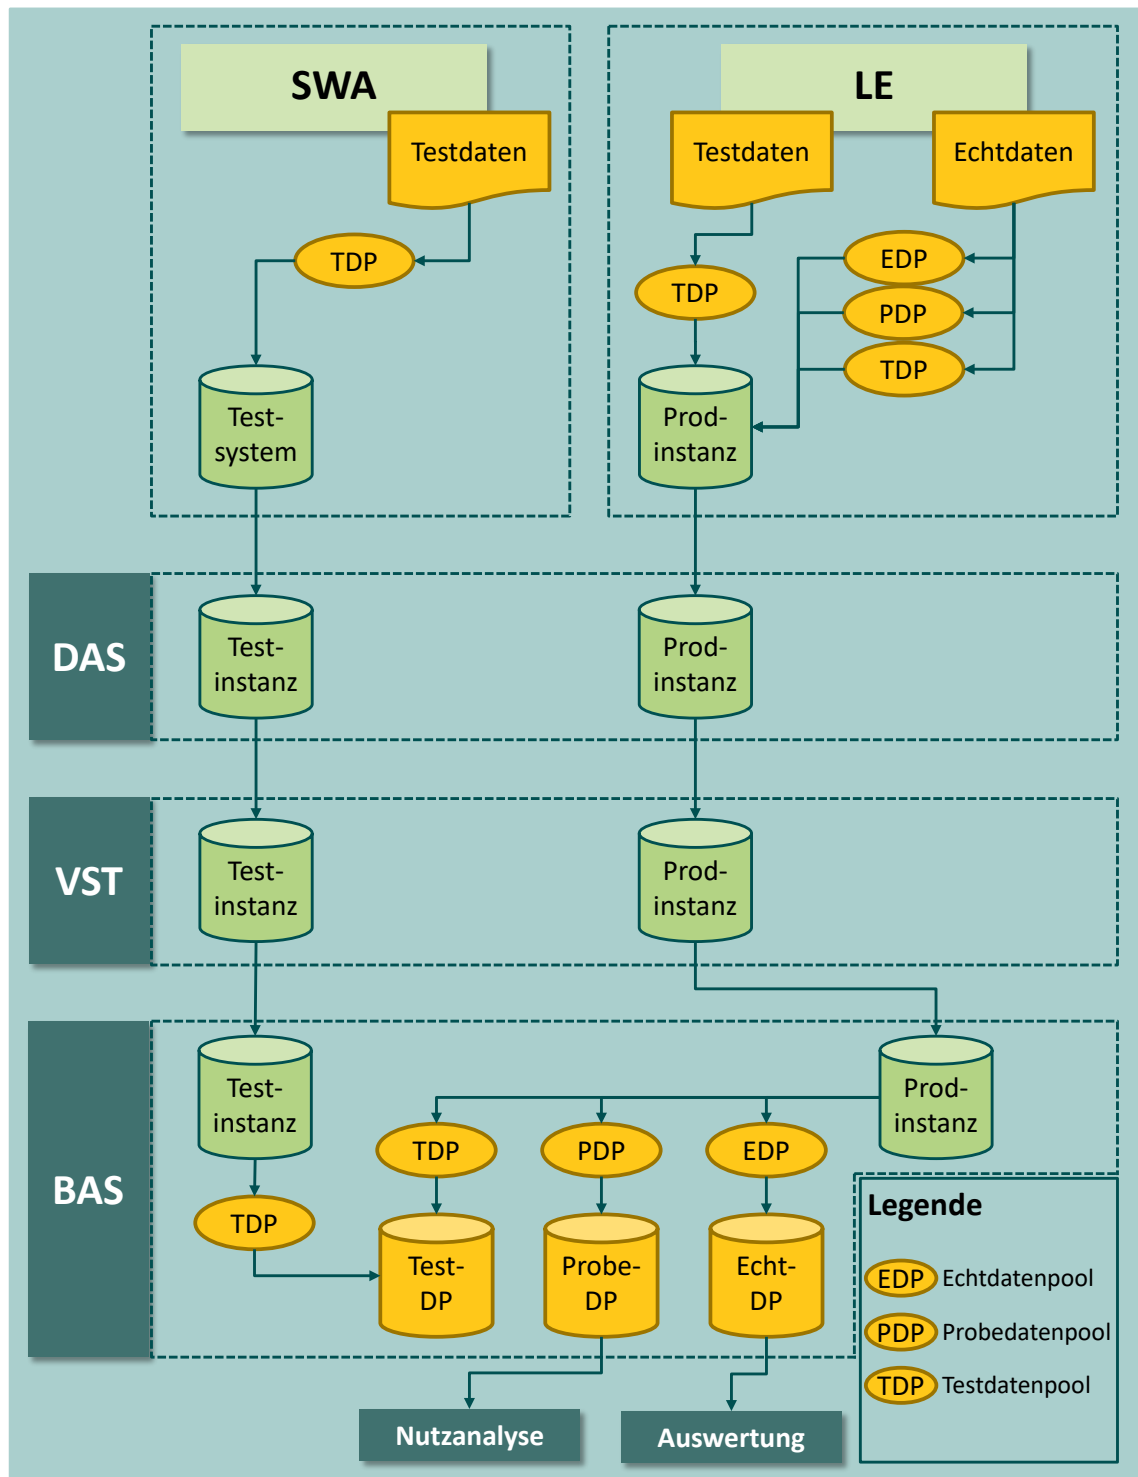 SWA
LE
Testdaten
Testdaten
Echtdaten
TDP
EDP
TDP
PDP
TDP
Test-
system
Prod-
instanz
DAS
Test-
instanz
Prod-
instanz
VST
Test-
instanz
Prod-
instanz
BAS
Test-
instanz
Prod-
instanz
TDP
PDP
EDP
TDP
Test-
DP
Probe-
DP
Echt-
DP
Legende
EDP Echtdatenpool
PDP Probedatenpool
TDP Testdatenpool
Nutzanalyse
Auswertung